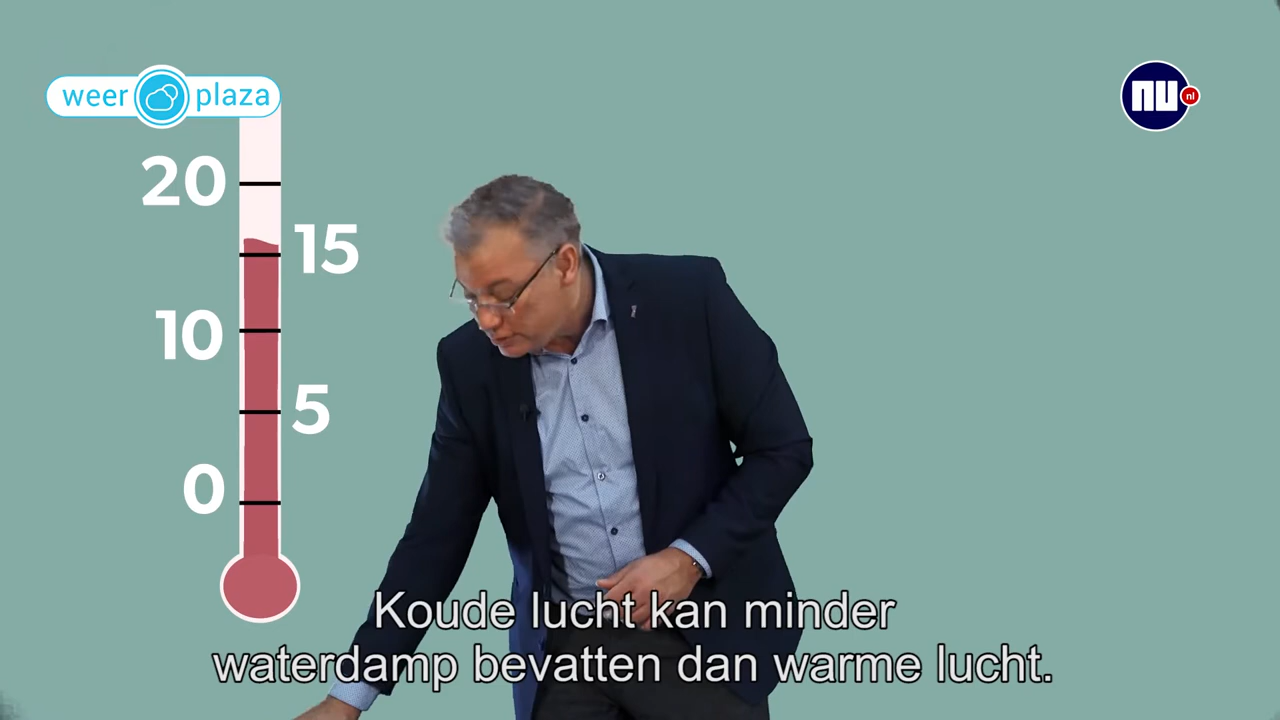 weer plaza
nu nl
20
15
10
5
0
Koude lucht kan minder
waterdamp bevatten dan warme lucht.